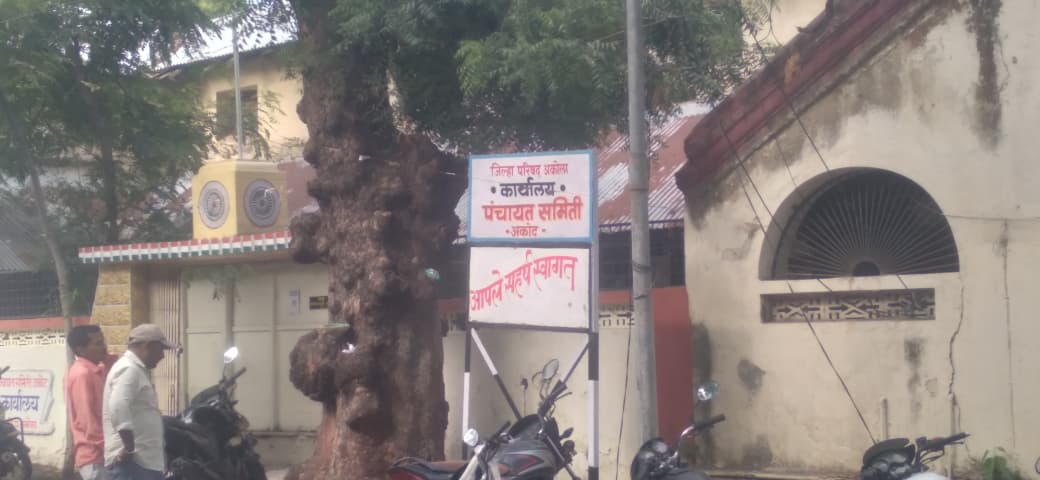 जिल्हा परिषद अकोला
• कार्यालय •
पंचायत समिती
-अकोट-
आपले सहर्ष स्वागत
कार्यालय